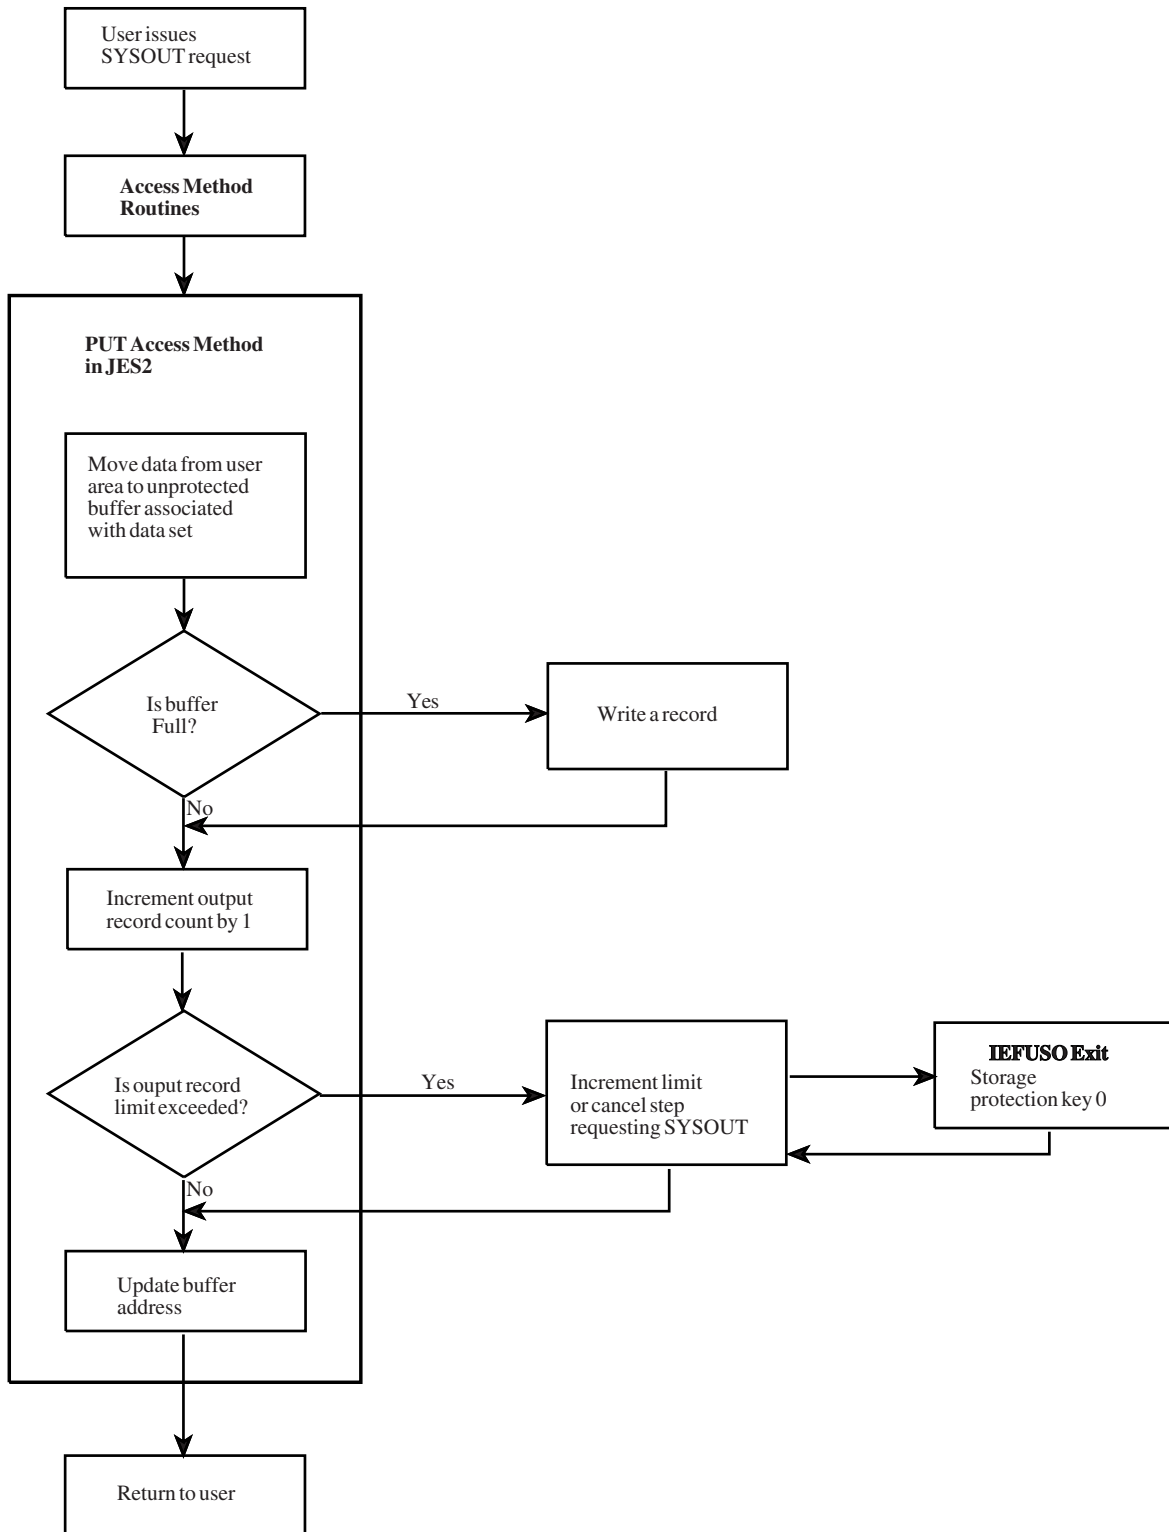 User issues
SYSOUT request
Access Method
Routines
PUT Access Method
in JES2
Move data from user
area to unprotected
buffer associated
with data set
Is buffer
Full?
Yes
Write a record
No
Increment output
record count by 1
Is ouput record
limit exceeded?
Yes
Increment limit
or cancel step
requesting SYSOUT
IEFUSO Exit
Storage
protection key 0
No
Update buffer
address
Return to user